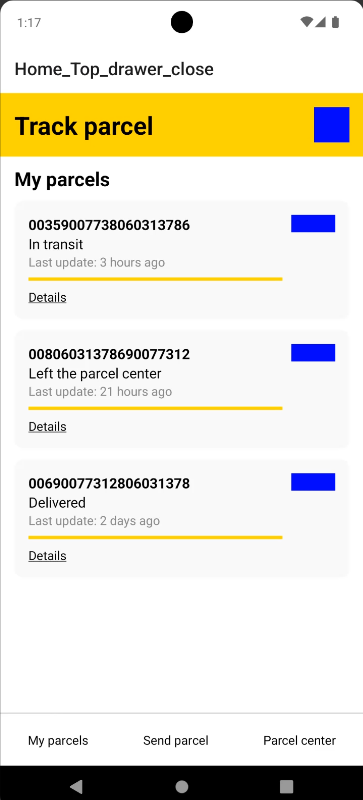 1:17
Home_Top_drawer_close
Track parcel
My parcels
00359007738060313786
In transit
Last update: 3 hours ago
Details
00806031378690077312
Left the parcel center
Last update: 21 hours ago
Details
00690077312806031378
Delivered
Last update: 2 days ago
Details
My parcels Send parcel Parcel center